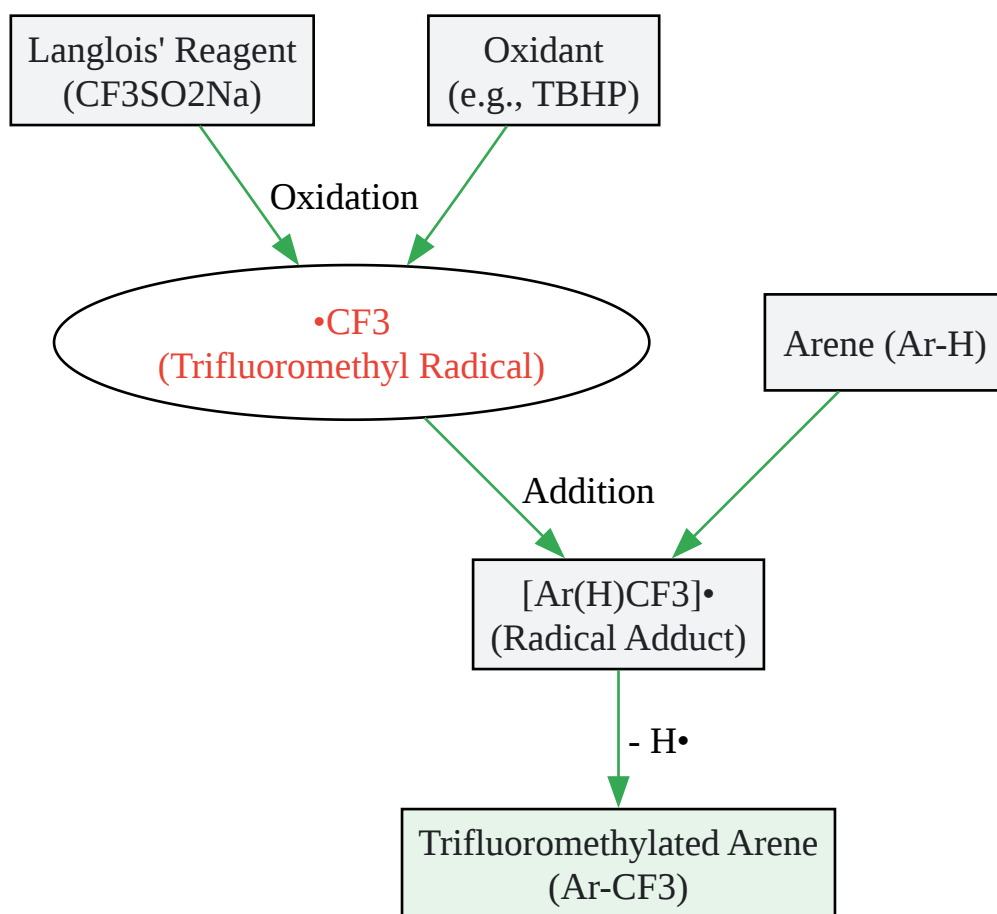 Langlois' Reagent
(CF3SO2Na)
Oxidant
(e.g., TBHP)
Oxidation
•CF3
(Trifluoromethyl Radical)
Arene (Ar-H)
Addition
[Ar(H)CF3]•
(Radical Adduct)
- H•
Trifluoromethylated Arene
(Ar-CF3)